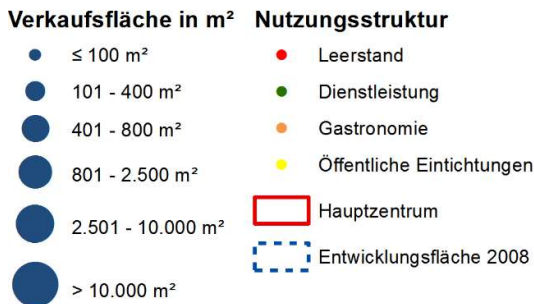 Verkaufsfläche in m²
≤ 100 m²
101 - 400 m²
401 - 800 m²
801 - 2.500 m²
2.501 - 10.000 m²
> 10.000 m²
Nutzungsstruktur
Leerstand
Dienstleistung
Gastronomie
Öffentliche Eintichtungen
Hauptzentrum
Entwicklungsfläche 2008